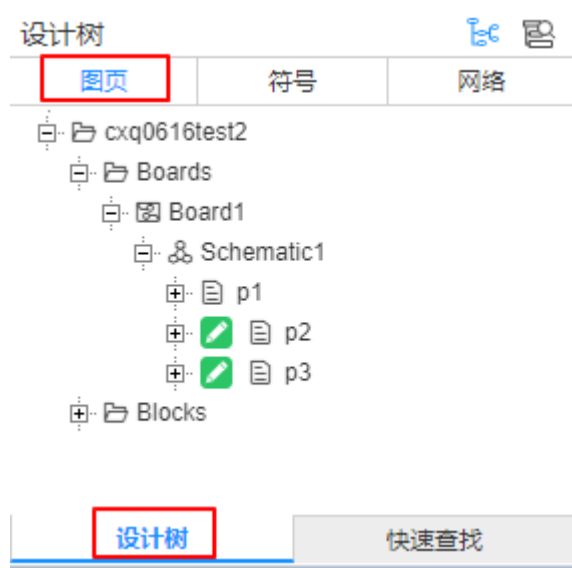 设计树
图页 符号 网络
cxq0616test2
Boards
Board1
Schematic1
p1
p2
p3
Blocks
设计树 快速查找